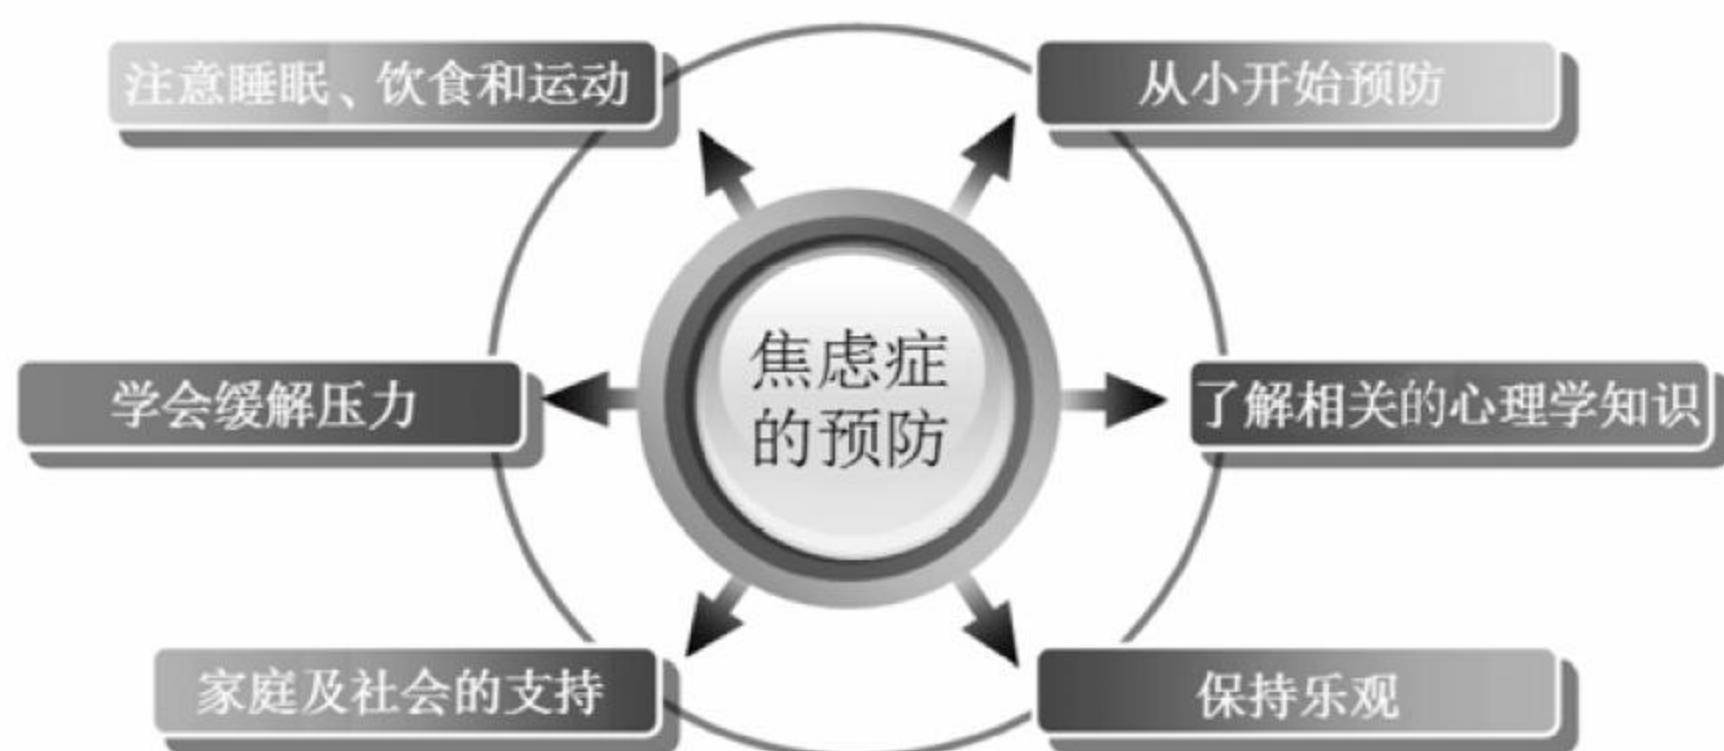 注意睡眠、饮食和运动
从小开始预防
学会缓解压力
焦虑症
的预防
了解相关的心理学知识
家庭及社会的支持
保持乐观